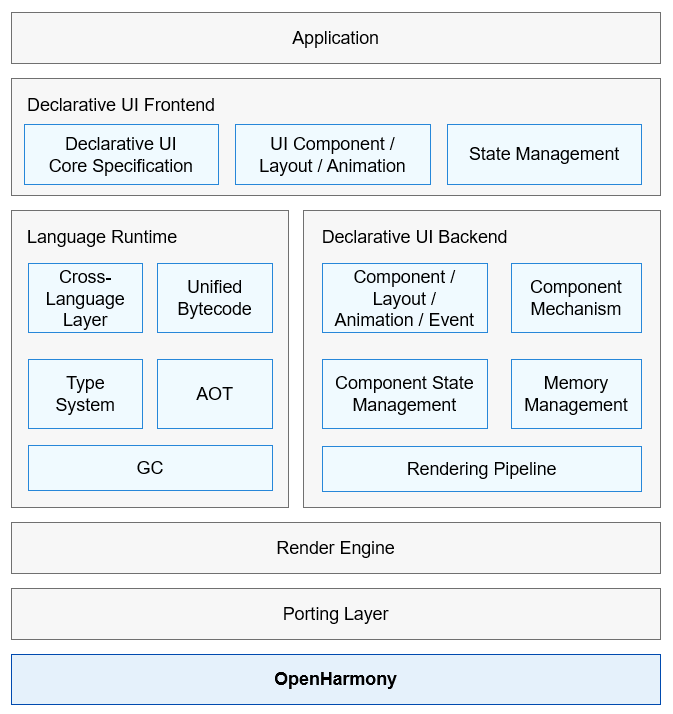 Application
Declarative UI Frontend
Declarative UI
Core Specification
UI Component /
Layout / Animation
State Management
Language Runtime
Cross-
Language
Layer
Unified
Bytecode
Type
System
AOT
GC
Declarative UI Backend
Component /
Layout /
Animation / Event
Component
Mechanism
Component State
Management
Memory
Management
Rendering Pipeline
Render Engine
Porting Layer
OpenHarmony